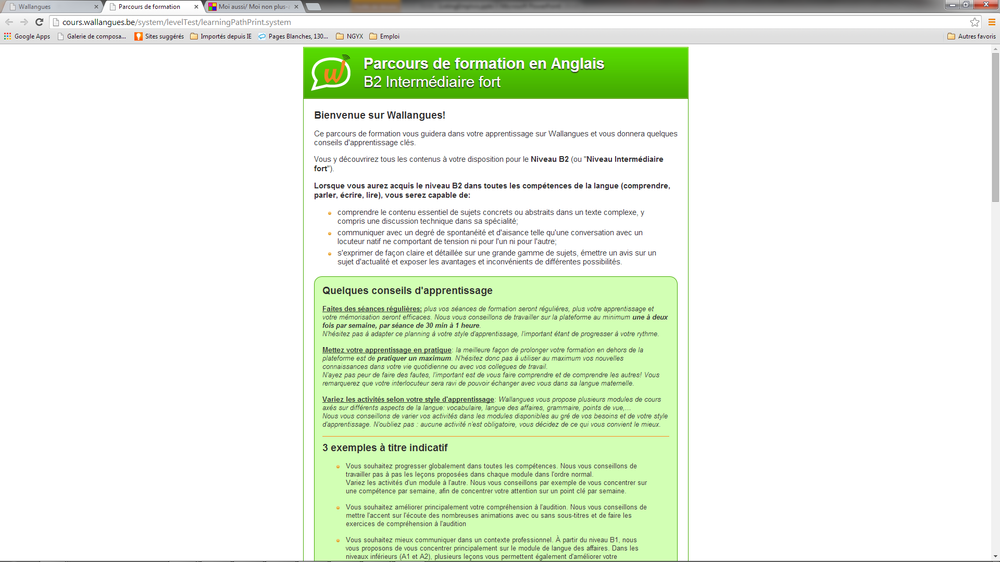 Wallangues
Parcours de formation
Moi aussi/ Moi non plus-
cours.wallangues.be/system/levelTest/learningPathPrint.system
Google Apps
Galerie de composa...
Sites suggérés
Importés depuis IE
Pages Blanches, 130...
NGYX
Emploi
Autres favoris
w
Parcours de formation en Anglais
B2 Intermédiaire fort
Bienvenue sur Wallangues!
Ce parcours de formation vous guidera dans votre apprentissage sur Wallangues et vous donnera quelques
conseils d'apprentissage clés.
Vous y découvrirez tous les contenus à votre disposition pour le Niveau B2 (ou "Niveau Intermédiaire
fort").
Lorsque vous aurez acquis le niveau B2 dans toutes les compétences de la langue (comprendre,
parler, écrire, lire), vous serez capable de:
comprendre le contenu essentiel de sujets concrets ou abstraits dans un texte complexe, y
compris une discussion technique dans sa spécialité;
communiquer avec un degré de spontanéité et d'aisance telle qu'une conversation avec un
locuteur natif ne comportant de tension ni pour l'un ni pour l'autre;
s'exprimer de façon claire et détaillée sur une grande gamme de sujets, émettre un avis sur un
sujet d'actualité et exposer les avantages et inconvénients de différentes possibilités.
Quelques conseils d'apprentissage
Faites des séances régulières: plus vos séances de formation seront régulières, plus votre apprentissage et
votre mémorisation seront efficaces. Nous vous conseillons de travailler sur la plateforme au minimum une à deux
fois par semaine, par séance de 30 min à 1 heure.
N'hésitez pas à adapter ce planning à votre style d'apprentissage, l'important étant de progresser à votre rythme.
Mettez votre apprentissage en pratique: la meilleure façon de prolonger votre formation en dehors de la
plateforme est de pratiquer un maximum. N'hésitez donc pas à utiliser au maximum vos nouvelles
connaissances dans votre vie quotidienne ou avec vos collegues de travail.
N'ayez pas peur de faire des fautes, l'important est de vous faire comprendre et de comprendre les autres! Vous
remarquerez que votre interlocuteur sera ravi de pouvoir échanger avec vous dans sa langue maternelle.
Variez les activités selon votre style d'apprentissage: Wallangues vous propose plusieurs modules de cours
axés sur différents aspects de la langue: vocabulaire, langue des affaires, grammaire, points de vue,...
Nous vous conseillons de varier vos activités dans les modules disponibles au gré de vos besoins et de votre style
d'apprentissage. N'oubliez pas : aucune activité n'est obligatoire, vous décidez de ce qui vous convient le mieux.
3 exemples à titre indicatif
Vous souhaitez progresser globalement dans toutes les compétences. Nous vous conseillons de
travailler pas à pas les leçons proposées dans chaque module dans l'ordre normal.
Variez les activités d'un module à l'autre. Nous vous conseillons par exemple de vous concentrer sur
une compétence par semaine, afin de concentrer votre attention sur un point clé par semaine.
Vous souhaitez améliorer principalement votre compréhension à l'audition. Nous vous conseillons de
mettre l'accent sur l'écoute des nombreuses animations avec ou sans sous-titres et de faire les
exercices de compréhension à l'audition
Vous souhaitez mieux communiquer dans un contexte professionnel. À partir du niveau B1, nous
vous proposons de vous concentrer principalement sur le module de langue des affaires. Dans les
niveaux inférieurs (A1 et A2), plusieurs leçons vous permettent également d'améliorer votre